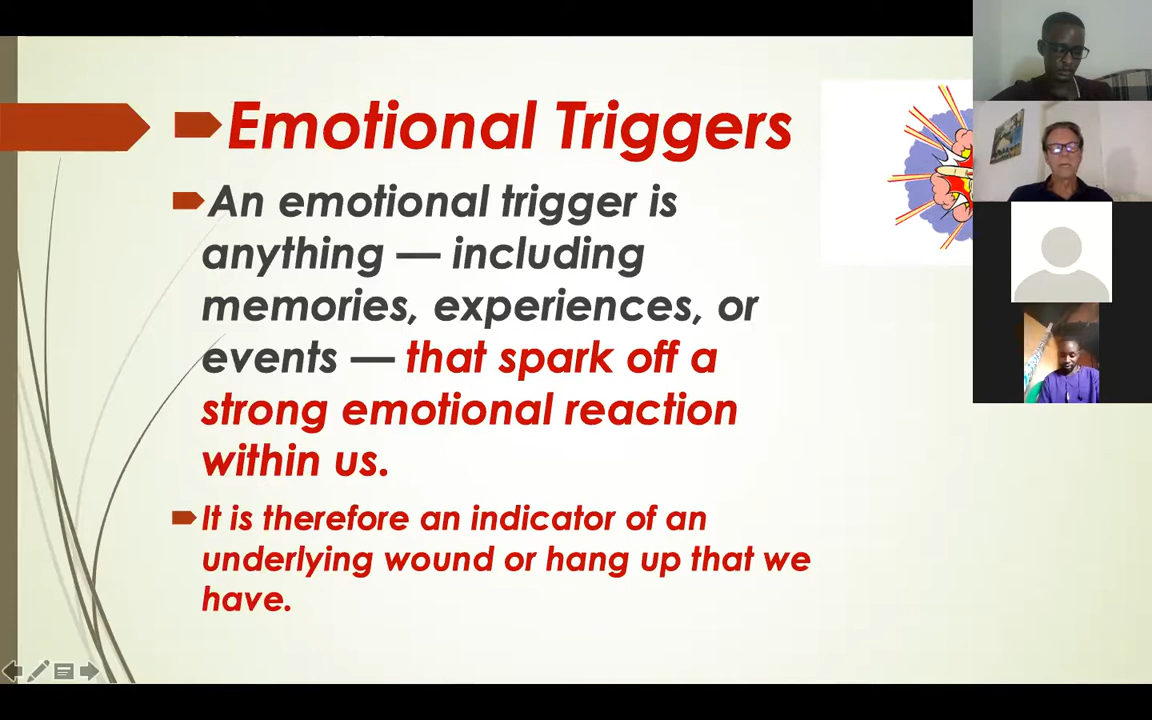 Emotional Triggers
An emotional trigger is
anything — including
memories, experiences, or
events — that spark off a
strong emotional reaction
within us.
It is therefore an indicator of an
underlying wound or hang up that we
have.